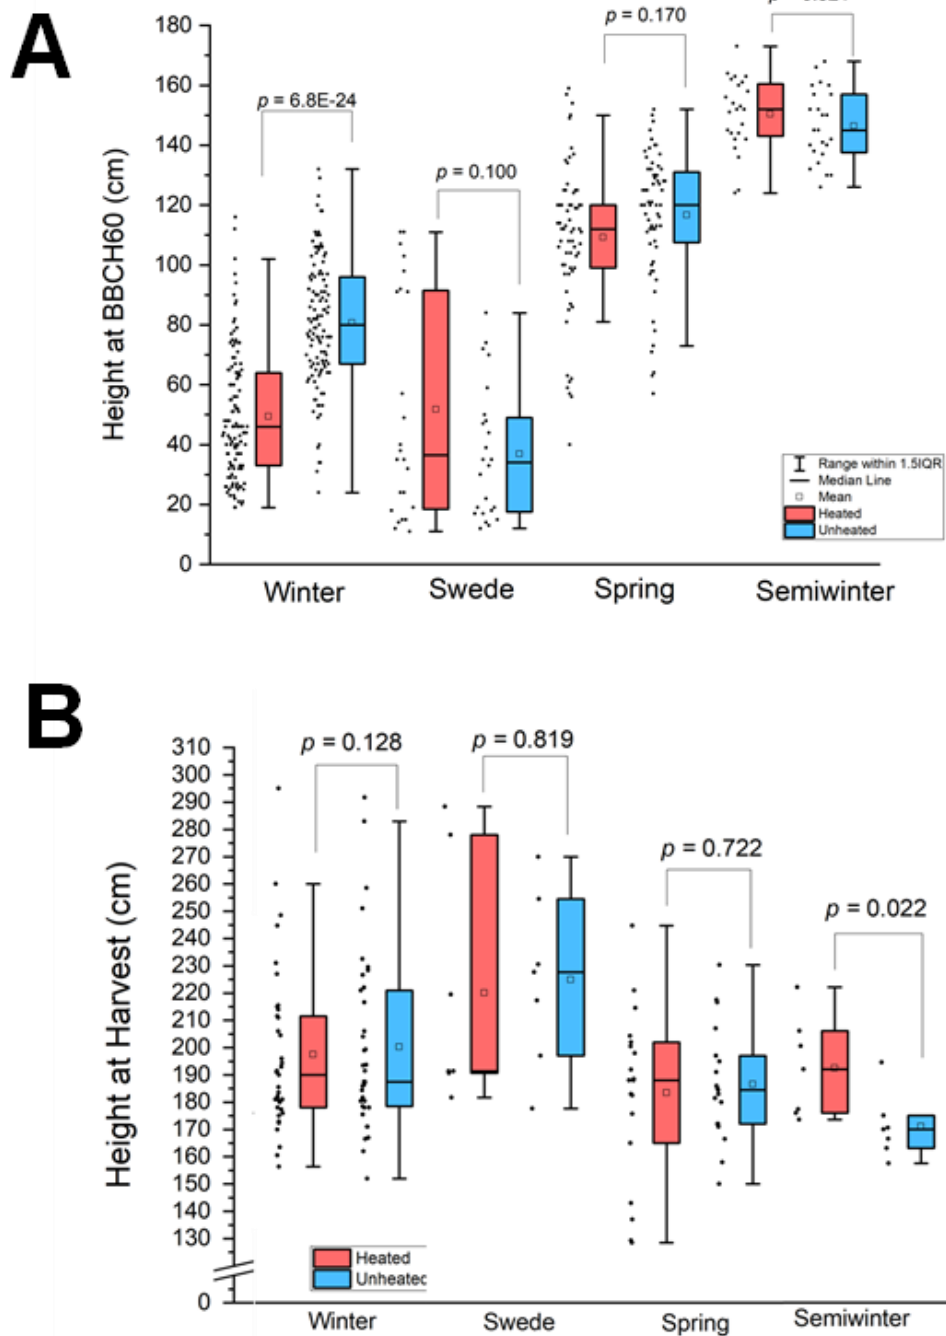 A
Height at BBCH60 (cm)
180
160
140
120
100
80
60
40
20
0
p = 6.8E-24
p = 0.100
p = 0.170
Range within 1.5IQR
Median Line
Mean
Heated
Unheated
Winter Swede Spring Semiwinter
B
Height at Harvest (cm)
310
300
290
280
270
260
250
240
230
220
210
200
190
180
170
160
150
140
130
0
p = 0.128
p = 0.819
p = 0.722
p = 0.022
Heated
Unheated
Winter Swede Spring Semiwinter